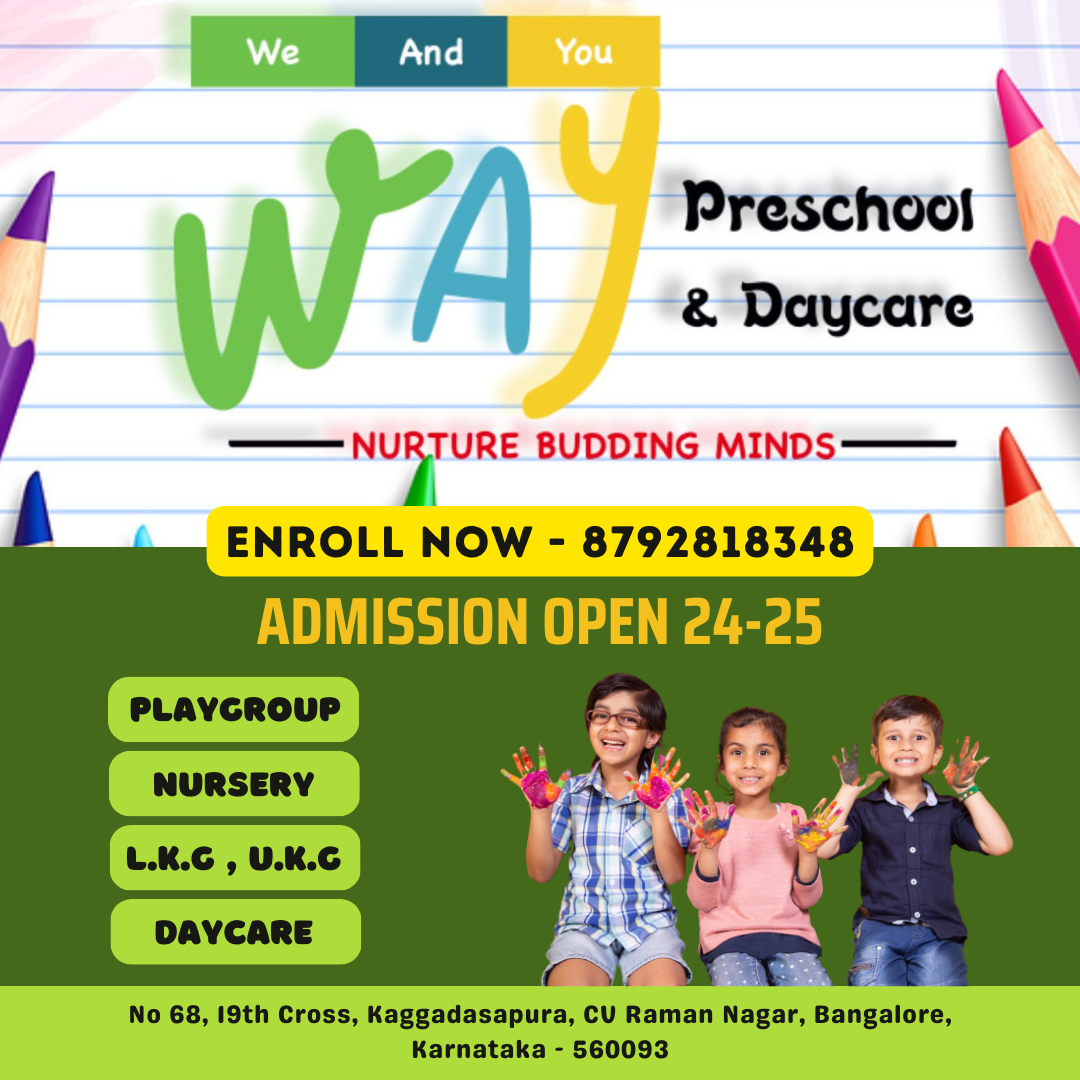 We And You
WAY
Preschool
& Daycare
NURTURE BUDDING MINDS
ENROLL NOW - 8792818348
ADMISSION OPEN 24-25
PLAYGROUP
NURSERY
L.K.G , U.K.G
DAYCARE
No 68, 19th Cross, Kaggadasapura, CV Raman Nagar, Bangalore,
Karnataka - 560093